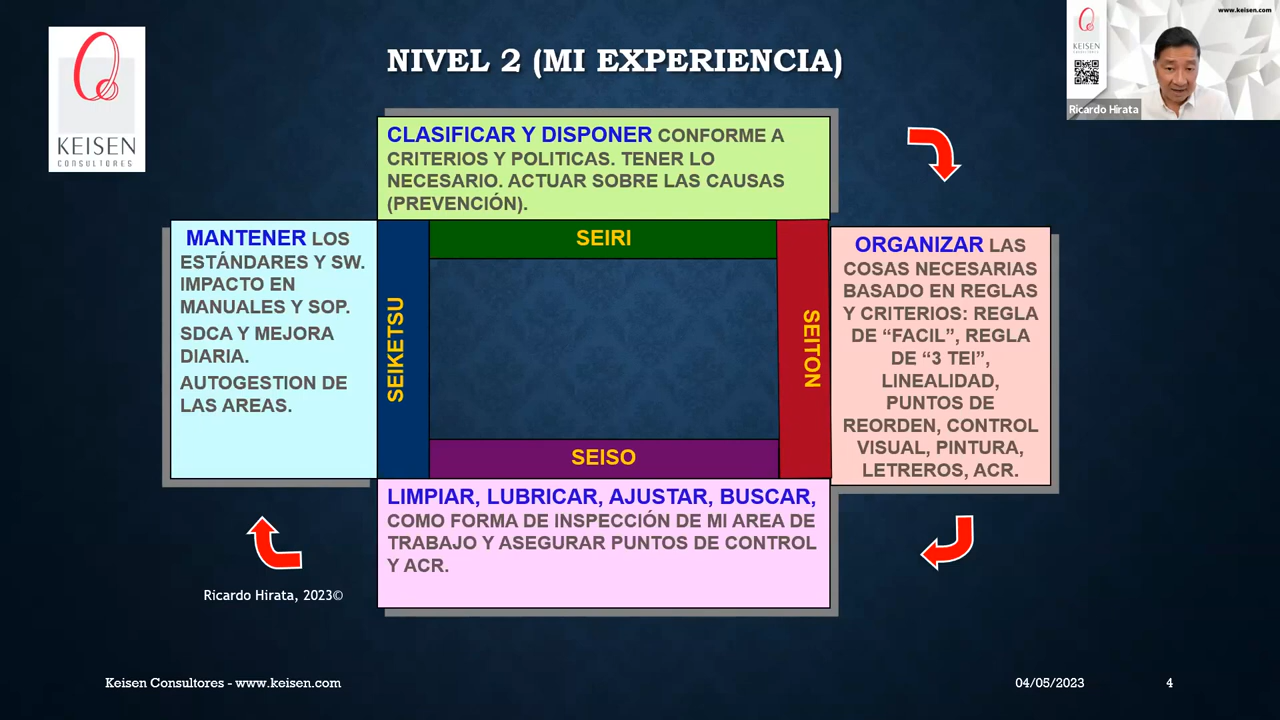 NIVEL 2 (MI EXPERIENCIA)
KEISEN
CONSULTORES
www.keisen.com
KEISEN
CONSULTORES
Ricardo Hirata
CLASIFICAR Y DISPONER CONFORME A
CRITERIOS Y POLITICAS. TENER LO
NECESARIO. ACTUAR SOBRE LAS CAUSAS
(PREVENCIÓN).
SEIRI
MANTENER LOS
ESTÁNDARES Y SW.
IMPACTO EN
MANUALES Y SOP.
SDCA Y MEJORA
DIARIA.
AUTOGESTION DE
LAS AREAS.
SEIKETSU
SEITON
ORGANIZAR LAS
COSAS NECESARIAS
BASADO EN REGLAS
Y CRITERIOS: REGLA
DE “FACIL”, REGLA
DE “3 TEI”,
LINEALIDAD,
PUNTOS DE
REORDEN, CONTROL
VISUAL, PINTURA,
LETREROS, ACR.
SEISO
LIMPIAR, LUBRICAR, AJUSTAR, BUSCAR,
COMO FORMA DE INSPECCIÓN DE MI AREA DE
TRABAJO Y ASEGURAR PUNTOS DE CONTROL
Y ACR.
Ricardo Hirata, 2023©
Keisen Consultores - www.keisen.com
04/05/2023
4